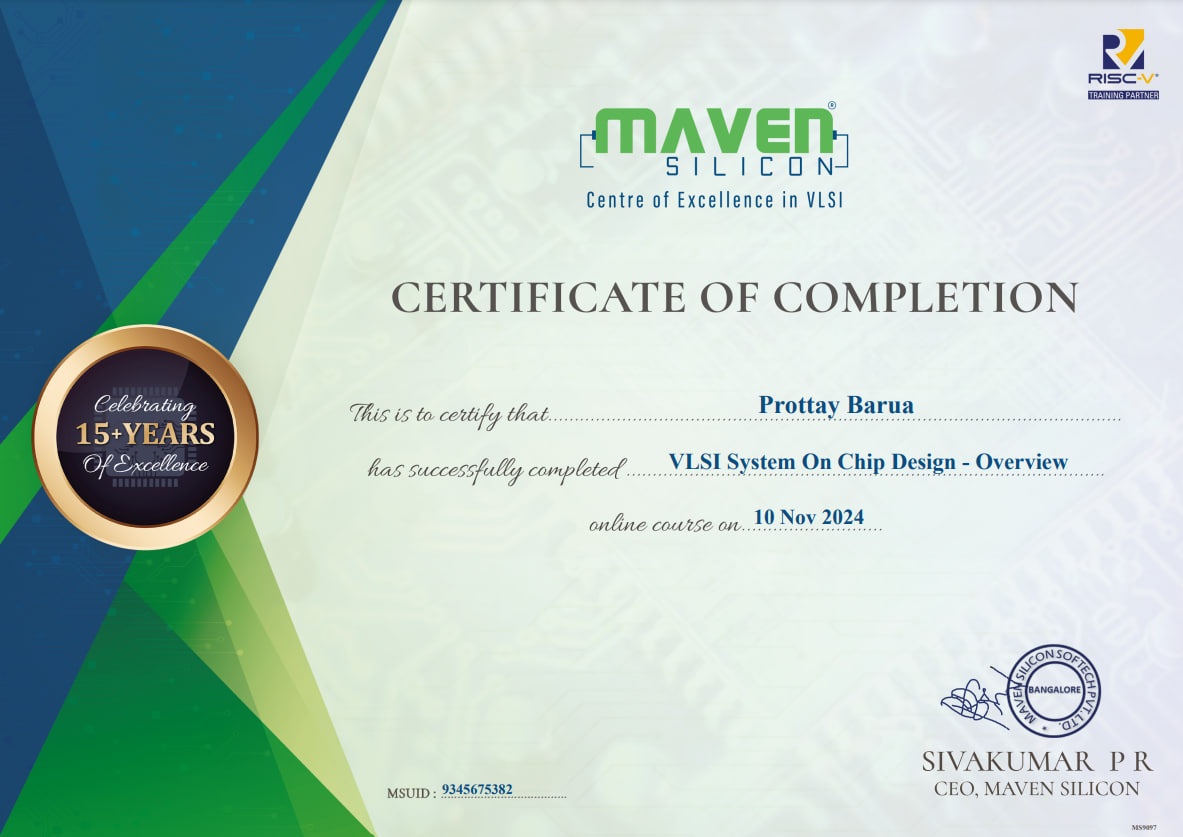 RISC-V®
TRAINING PARTNER
MAVEN®
SILICON
Centre of Excellence in VLSI
CERTIFICATE OF COMPLETION
This is to certify that Prottay Barua
has successfully completed VLSI System On Chip Design - Overview
online course on 10 Nov 2024
Celebrating
15+YEARS
Of Excellence
MAVEN SILICON SOFTECH PVT. LTD. *
BANGALORE
SIVAKUMAR P R
CEO, MAVEN SILICON
MSUID : 9345675382
MS9097